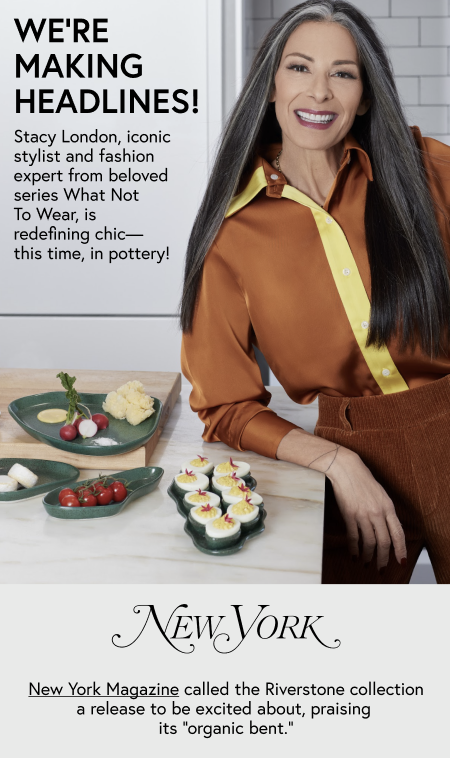 WE'RE
MAKING
HEADLINES!
Stacy London, iconic
stylist and fashion
expert from beloved
series What Not
To Wear, is
redefining chic—
this time, in pottery!
NEW YORK
New York Magazine called the Riverstone collection
a release to be excited about, praising
its "organic bent."